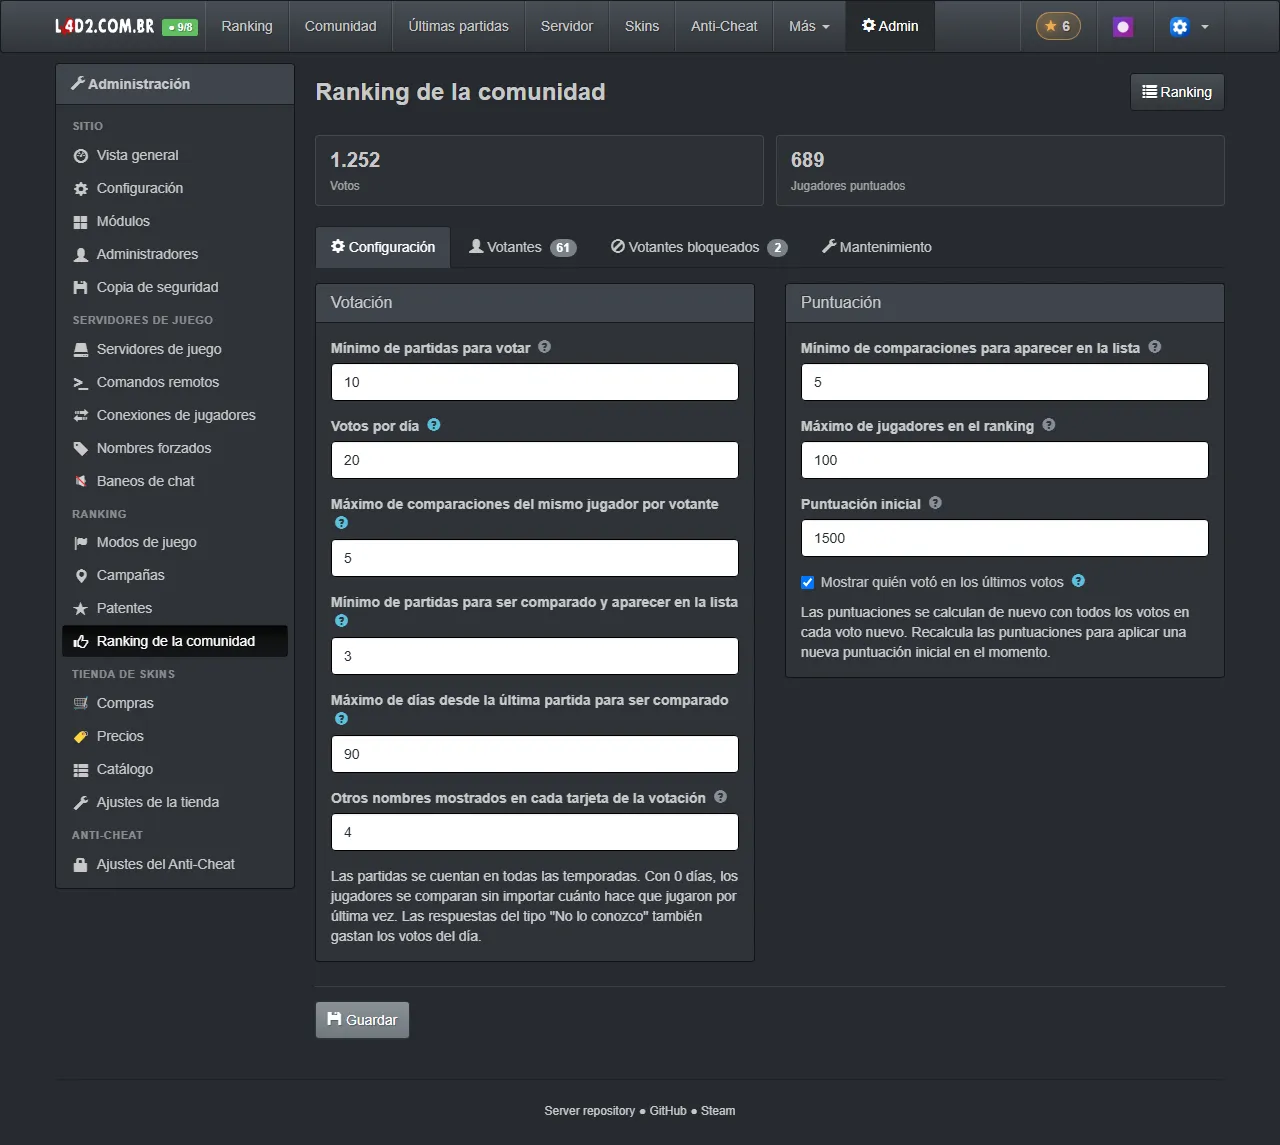 L4D2.COM.BR
9/8
Ranking
Comunidad
Últimas partidas
Servidor
Skins
Anti-Cheat
Más
Admin
6
Administración
SITIO
Vista general
Configuración
Módulos
Administradores
Copia de seguridad
SERVIDORES DE JUEGO
Servidores de juego
Comandos remotos
Conexiones de jugadores
Nombres forzados
Baneos de chat
RANKING
Modos de juego
Campañas
Patentes
Ranking de la comunidad
TIENDA DE SKINS
Compras
Precios
Catálogo
Ajustes de la tienda
ANTI-CHEAT
Ajustes del Anti-Cheat
Ranking de la comunidad
Ranking
1.252
Votos
689
Jugadores puntuados
Configuración
Votantes 61
Votantes bloqueados 2
Mantenimiento
Votación
Mínimo de partidas para votar
10
Votos por día
20
Máximo de comparaciones del mismo jugador por votante
5
Mínimo de partidas para ser comparado y aparecer en la lista
3
Máximo de días desde la última partida para ser comparado
90
Otros nombres mostrados en cada tarjeta de la votación
4
Las partidas se cuentan en todas las temporadas. Con 0 días, los
jugadores se comparan sin importar cuánto hace que jugaron por
última vez. Las respuestas del tipo "No lo conozco" también
gastan los votos del día.
Puntuación
Mínimo de comparaciones para aparecer en la lista
5
Máximo de jugadores en el ranking
100
Puntuación inicial
1500
Mostrar quién votó en los últimos votos
Las puntuaciones se calculan de nuevo con todos los votos en
cada voto nuevo. Recalcula las puntuaciones para aplicar una
nueva puntuación inicial en el momento.
Guardar
Server repository ● GitHub ● Steam